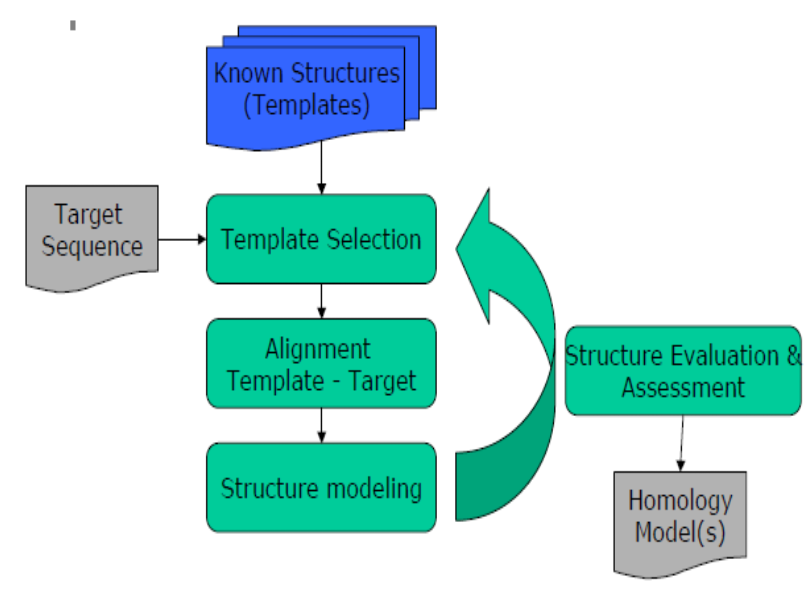 Known Structures
(Templates)
Target
Sequence
Template Selection
Alignment
Template - Target
Structure modeling
Structure Evaluation &
Assessment
Homology
Model(s)